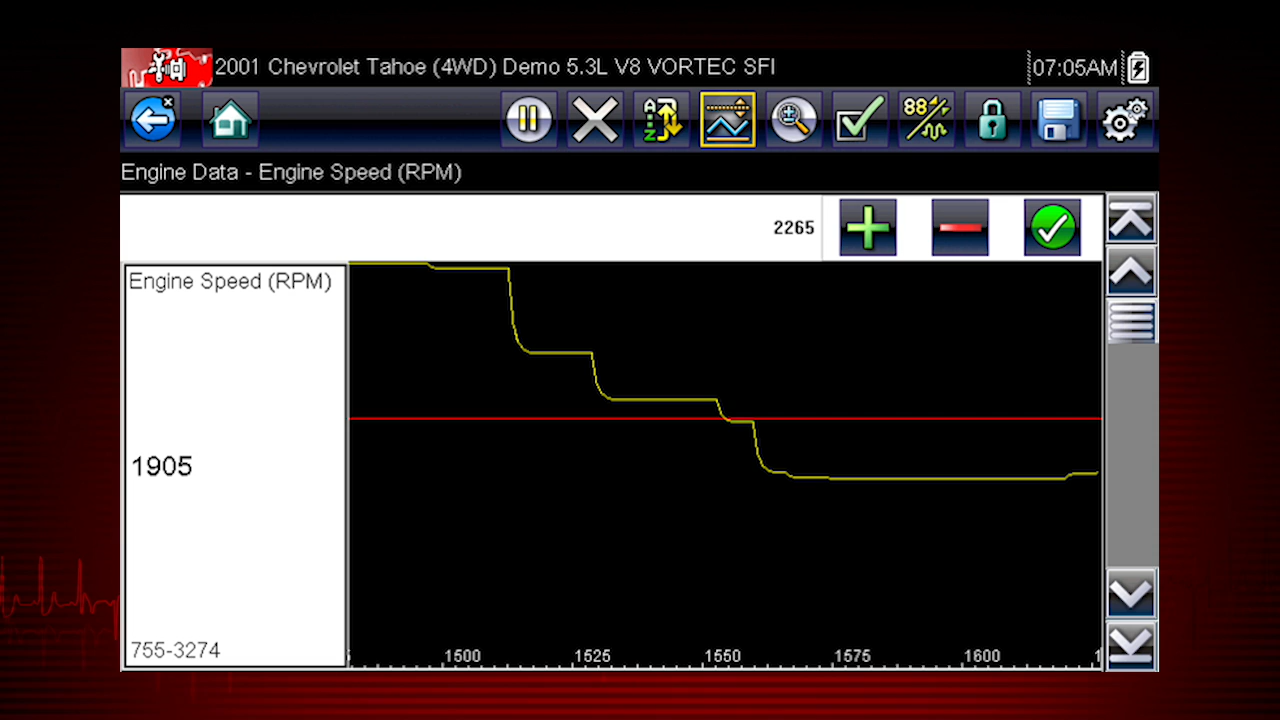 2001 Chevrolet Tahoe (4WD) Demo 5.3L V8 VORTEC SFI 07:05AM
A Z 88
Engine Data - Engine Speed (RPM)
2265
Engine Speed (RPM)
1905
755-3274
1500 1525 1550 1575 1600